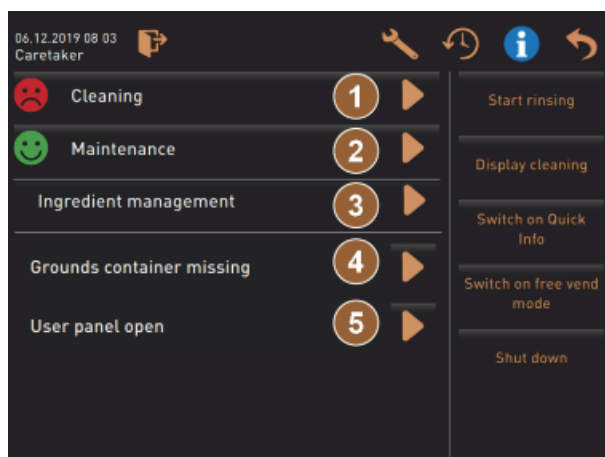 06.12.2019 08 03
Caretaker
i
Cleaning
1
Maintenance
2
Ingredient management
3
Grounds container missing
4
User panel open
5
Start rinsing
Display cleaning
Switch on Quick
Info
Switch on free vend
mode
Shut down